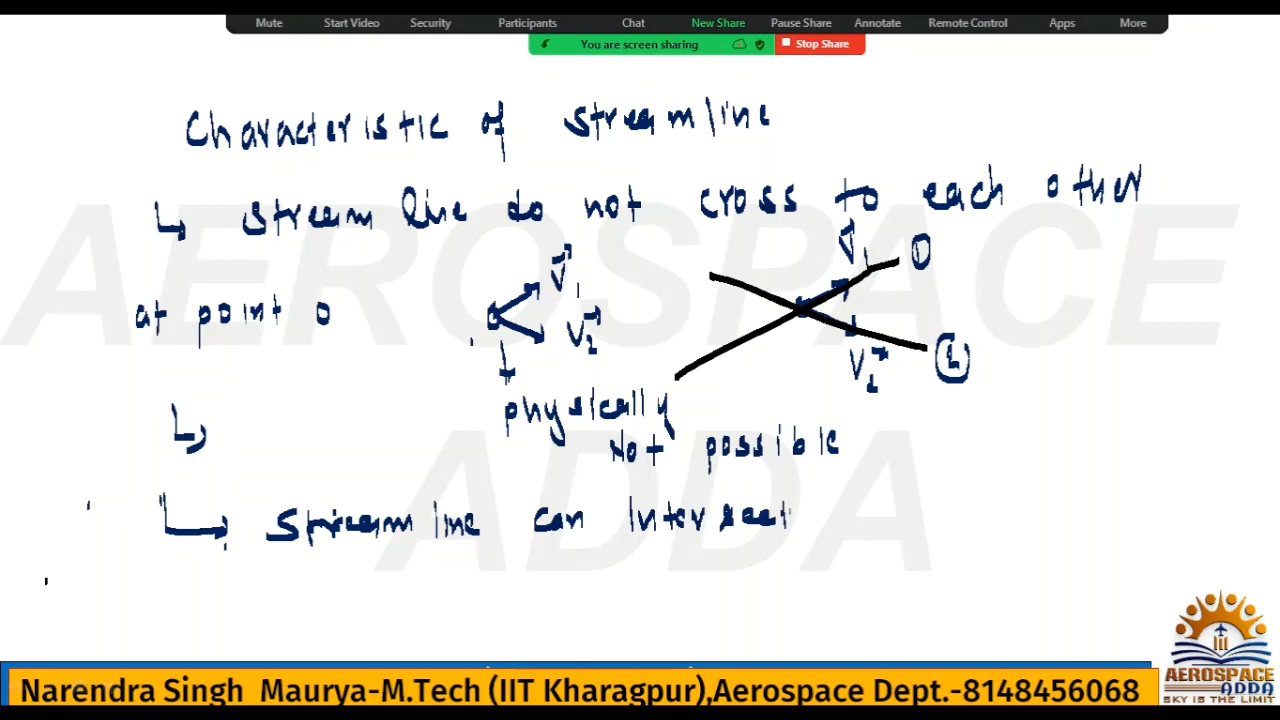 Mute Start Video Security Participants Chat New Share Pause Share Annotate Remote Control Apps More
You are screen sharing Stop Share
Characteristic of streamline
stream line do not cross to each other
at point O
V1 V2
V1 1
V2 2
physically
Not possible
streamline can intersect
AEROSPACE
ADDA
Narendra Singh Maurya-M.Tech (IIT Kharagpur),Aerospace Dept.-8148456068
AEROSPACE
ADDA
SKY IS THE LIMIT